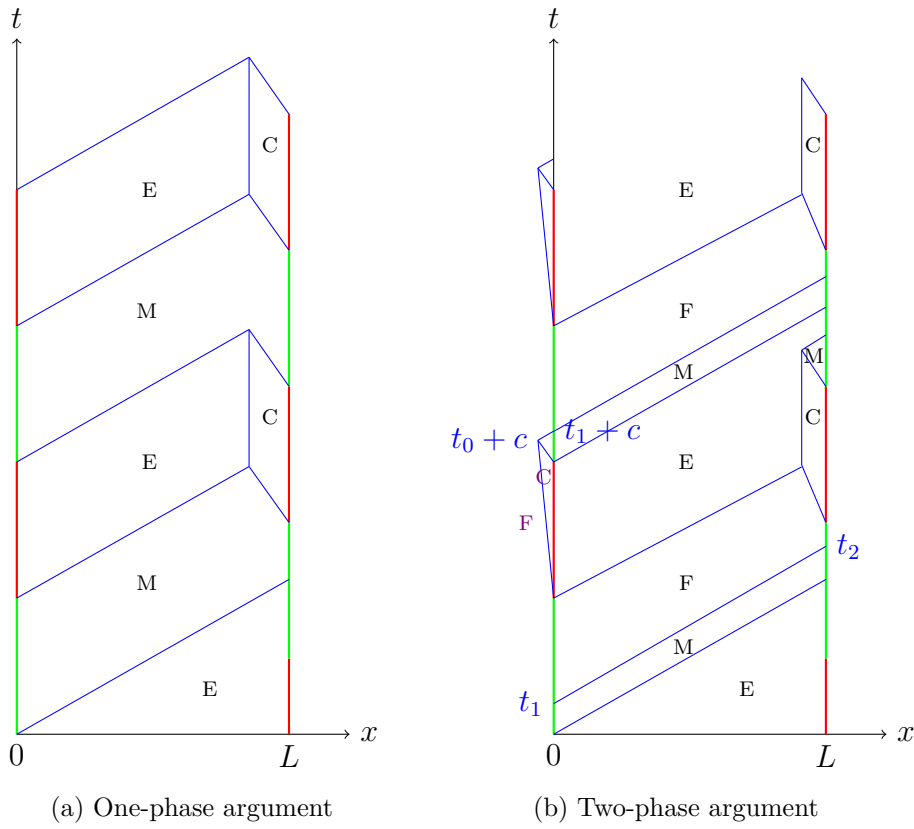 t
t
C
C
E
E
M
F
M
M
C
C
t₀ + c
t₁ + c
E
E
C
F
t₂
M
F
M
t₁
E
E
x
x
0
L
0
L
(a) One-phase argument
(b) Two-phase argument